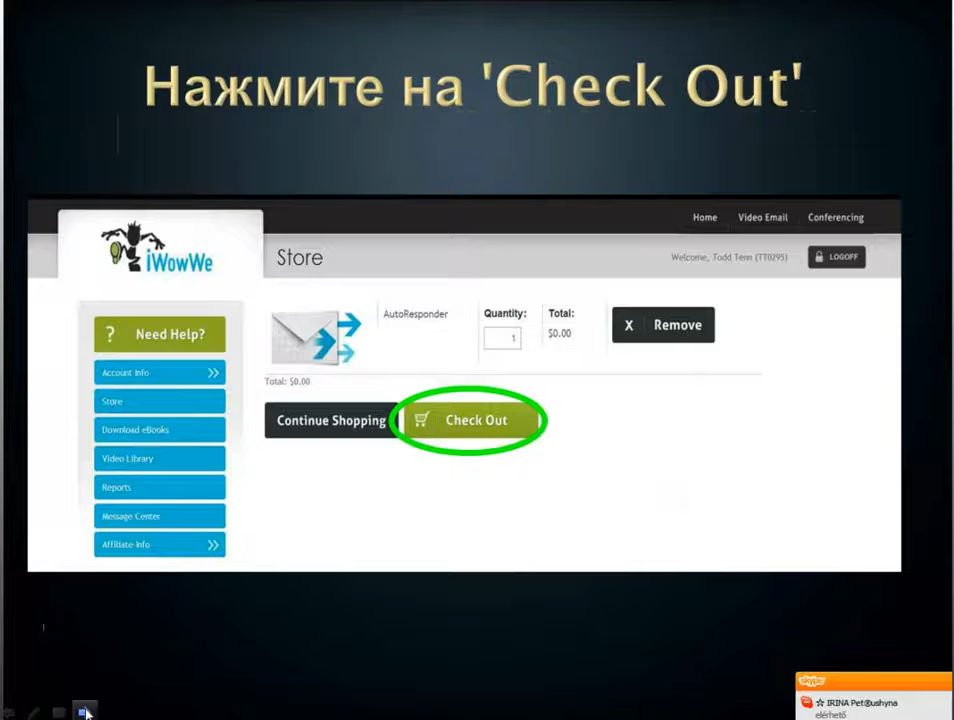 Нажмите на 'Check Out'
Home Video Email Conferencing
iWowWe
Store
Welcome, Todd Tenn (TT0295)
LOGOFF
? Need Help?
Account Info >>
Store
Download eBooks
Video Library
Reports
Message Center
Affiliate Info >>
AutoResponder
Quantity:
1
Total:
$0.00
X Remove
Total: $0.00
Continue Shopping
Check Out
skype
IRINA Pet®ushyna
elérhető